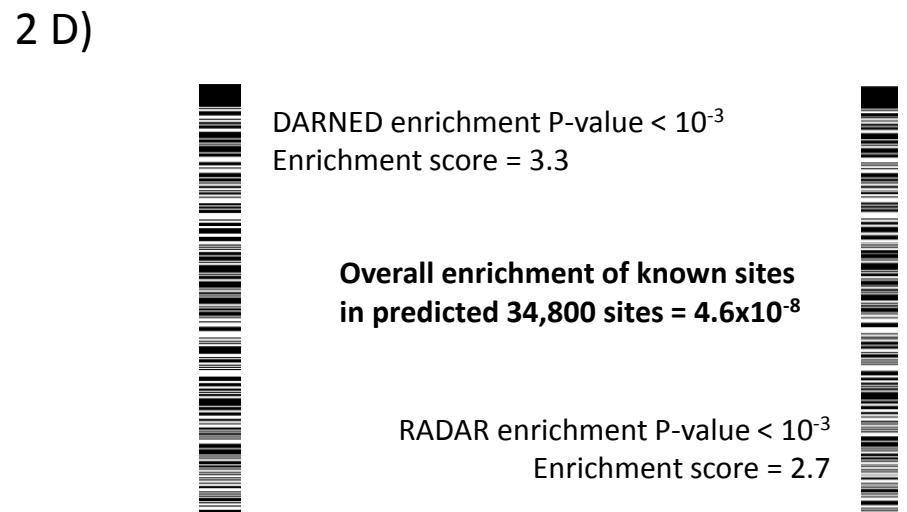 2 D)
DARNED enrichment P-value < 10⁻³
Enrichment score = 3.3
Overall enrichment of known sites
in predicted 34,800 sites = 4.6x10⁻⁸
RADAR enrichment P-value < 10⁻³
Enrichment score = 2.7